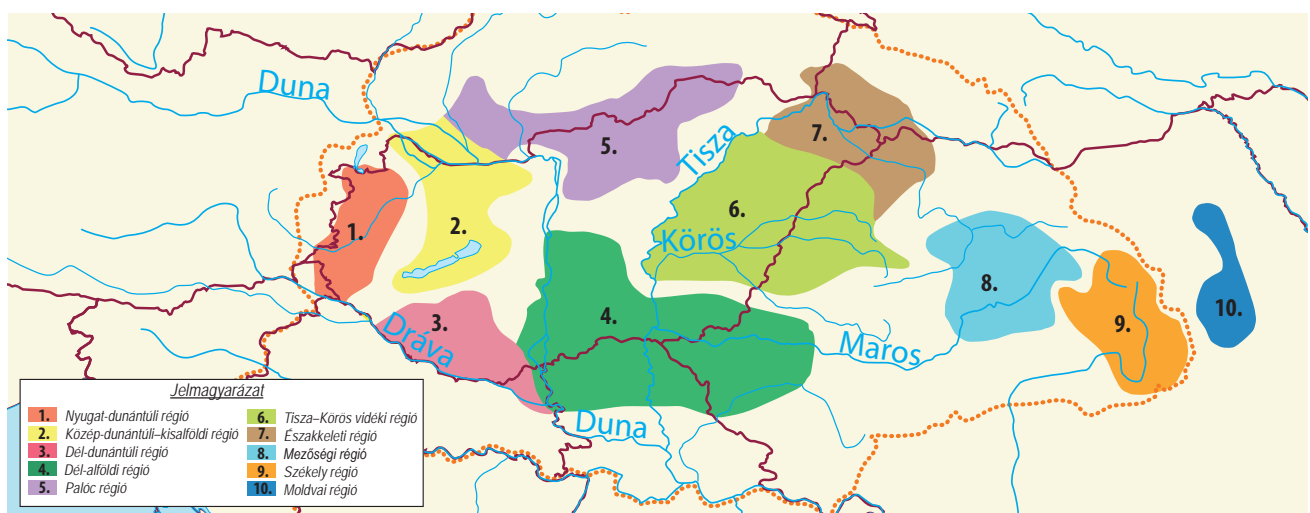 Duna
Tisza
Körös
Dráva
Maros
Duna
1.
2.
3.
4.
5.
6.
7.
8.
9.
10.
Jelmagyarázat
1. Nyugat-dunántúli régió
2. Közép-dunántúli–kisalföldi régió
3. Dél-dunántúli régió
4. Dél-alföldi régió
5. Palóc régió
6. Tisza–Körös vidéki régió
7. Északkeleti régió
8. Mezőségi régió
9. Székely régió
10. Moldvai régió